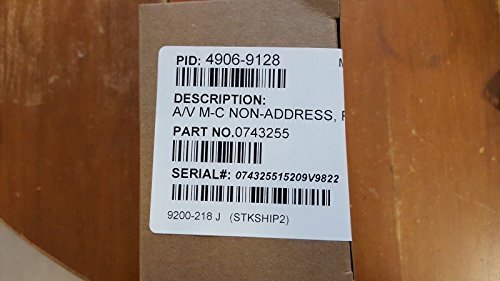 PID: 4906-9128
DESCRIPTION:
A/V M-C NON-ADDRESS,
PART NO.0743255
SERIAL#: 074325515209V9822
9200-218 J (STKSHIP2)